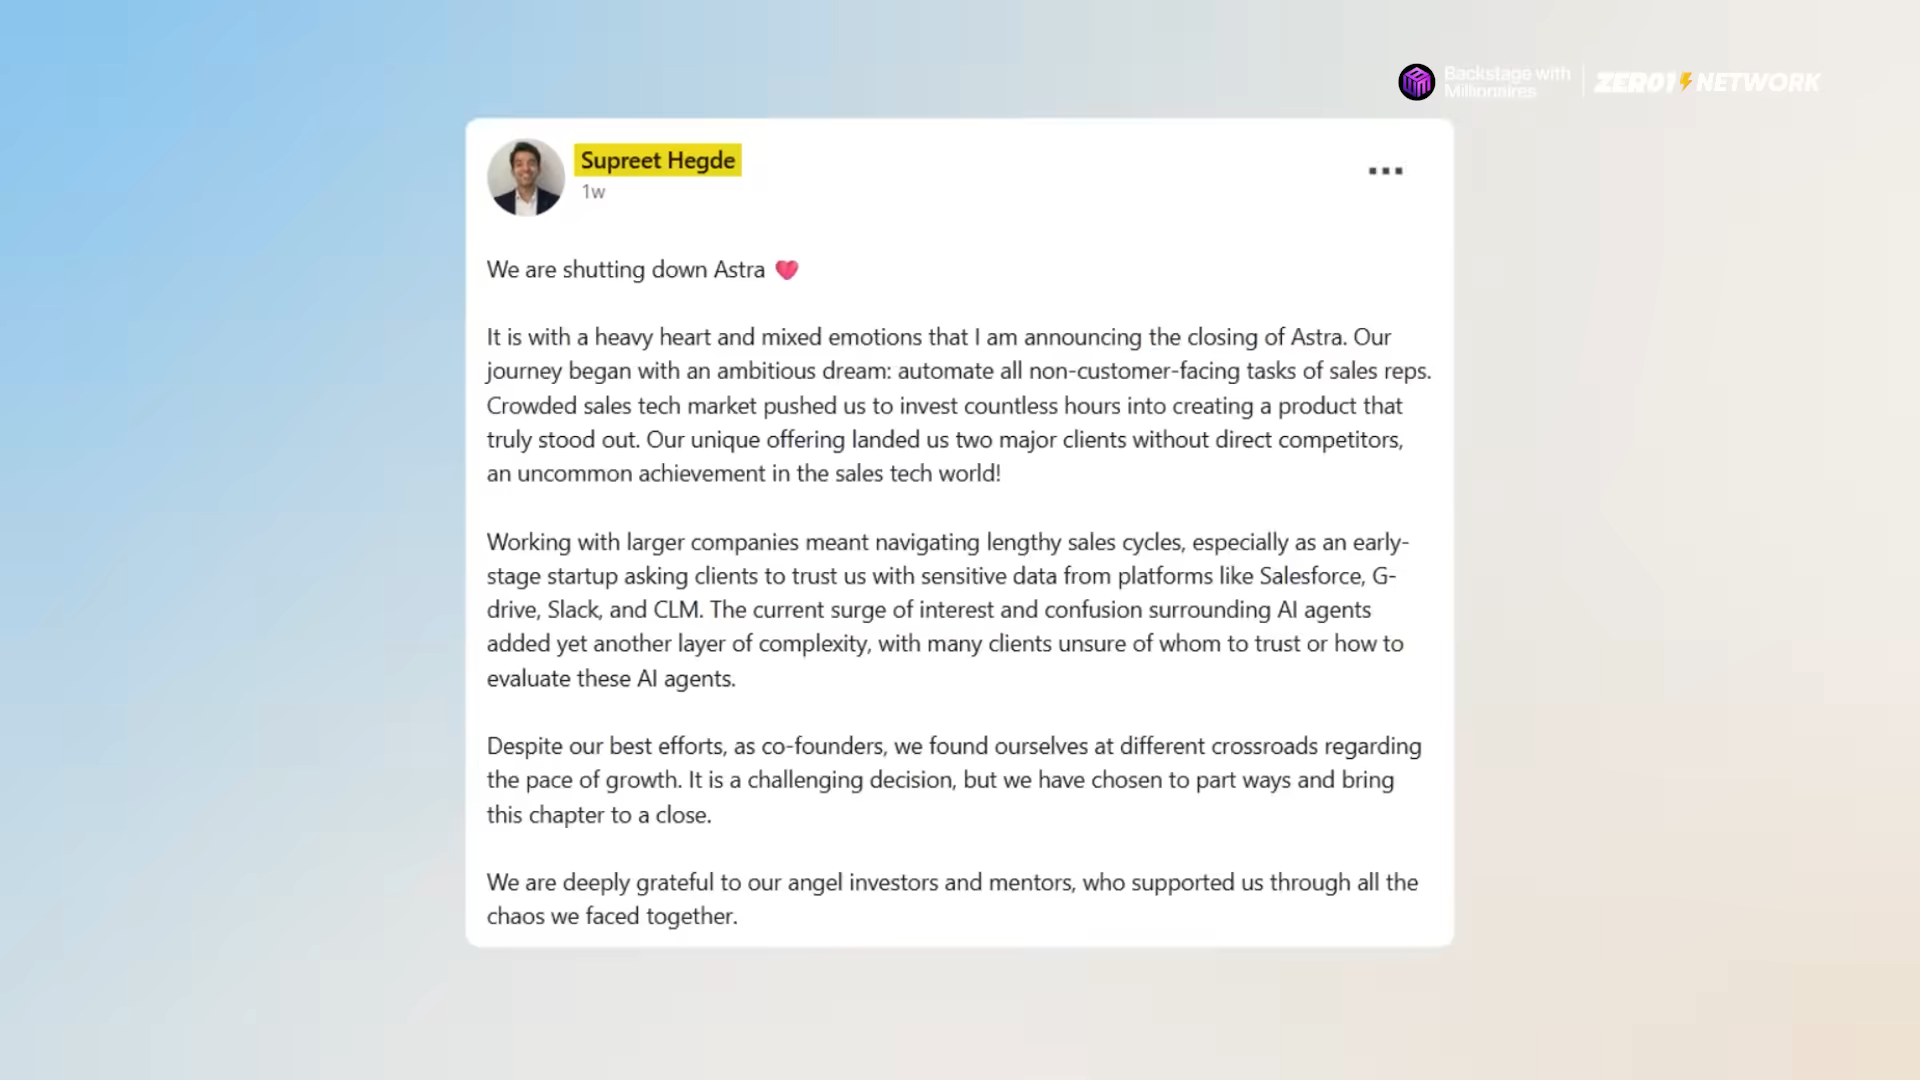 Backstage with
Millionaires
ZERO1 NETWORK
Supreet Hegde
1w
We are shutting down Astra
It is with a heavy heart and mixed emotions that I am announcing the closing of Astra. Our
journey began with an ambitious dream: automate all non-customer-facing tasks of sales reps.
Crowded sales tech market pushed us to invest countless hours into creating a product that
truly stood out. Our unique offering landed us two major clients without direct competitors,
an uncommon achievement in the sales tech world!
Working with larger companies meant navigating lengthy sales cycles, especially as an early-
stage startup asking clients to trust us with sensitive data from platforms like Salesforce, G-
drive, Slack, and CLM. The current surge of interest and confusion surrounding AI agents
added yet another layer of complexity, with many clients unsure of whom to trust or how to
evaluate these AI agents.
Despite our best efforts, as co-founders, we found ourselves at different crossroads regarding
the pace of growth. It is a challenging decision, but we have chosen to part ways and bring
this chapter to a close.
We are deeply grateful to our angel investors and mentors, who supported us through all the
chaos we faced together.